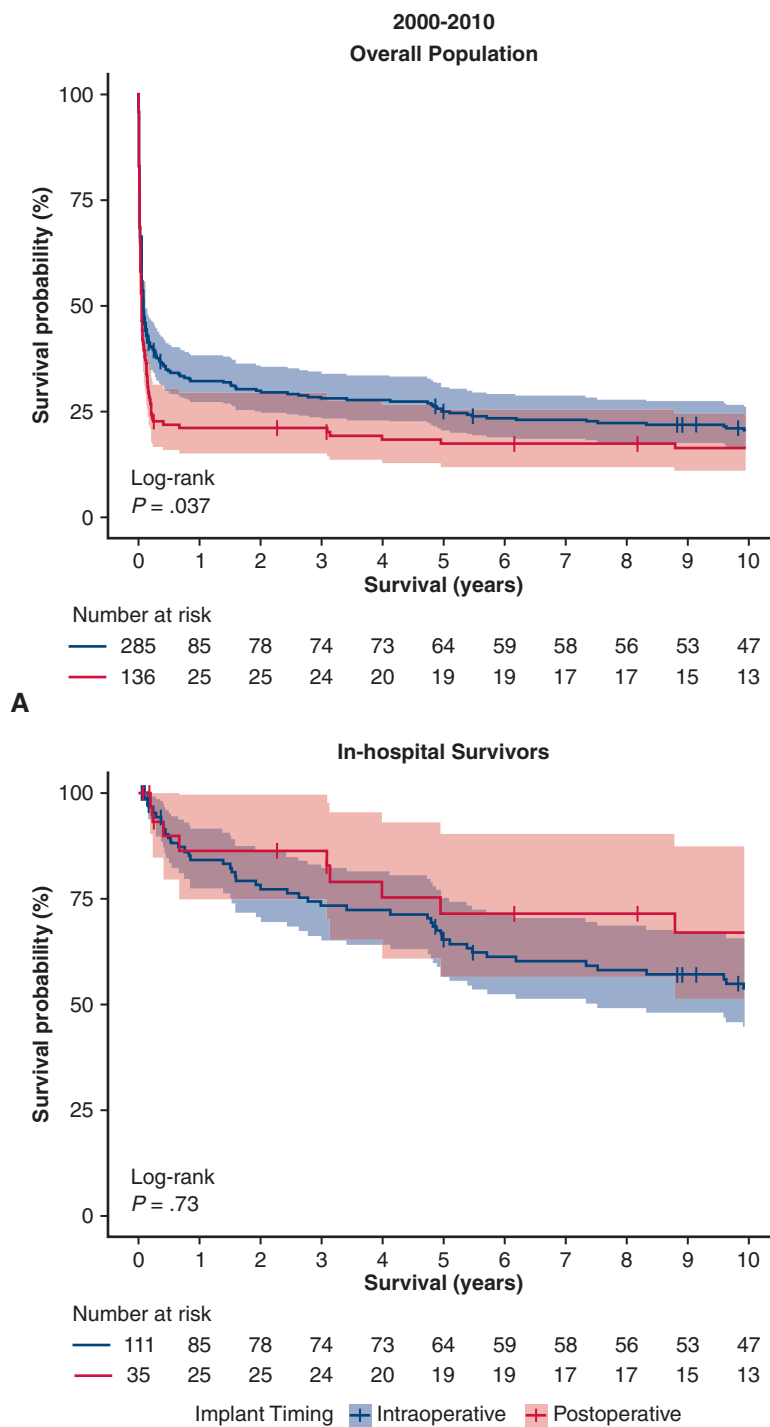 2000-2010
Overall Population
100
75
50
25
0
Survival probability (%)
Log-rank
P = .037
0 1 2 3 4 5 6 7 8 9 10
Survival (years)
Number at risk
285 85 78 74 73 64 59 58 56 53 47
136 25 25 24 20 19 19 17 17 15 13
A
In-hospital Survivors
100
75
50
25
0
Survival probability (%)
Log-rank
P = .73
0 1 2 3 4 5 6 7 8 9 10
Survival (years)
Number at risk
111 85 78 74 73 64 59 58 56 53 47
35 25 25 24 20 19 19 17 17 15 13
Implant Timing Intraoperative Postoperative